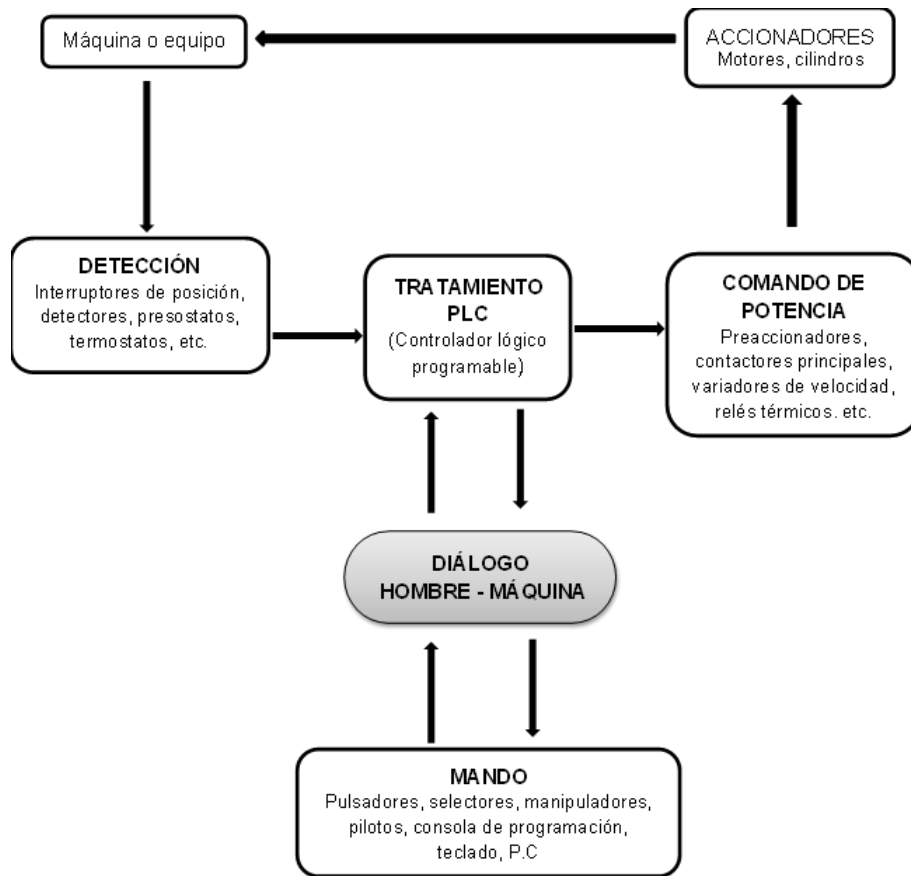 Máquina o equipo
ACCIONADORES
Motores, cilindros
DETECCIÓN
Interruptores de posición,
detectores, presostatos,
termostatos, etc.
TRATAMIENTO
PLC
(Controlador lógico
programable)
COMANDO DE
POTENCIA
Preaccionadores,
contactores principales,
variadores de velocidad,
relés térmicos. etc.
DIÁLOGO
HOMBRE - MÁQUINA
MANDO
Pulsadores, selectores, manipuladores,
pilotos, consola de programación,
teclado, P.C